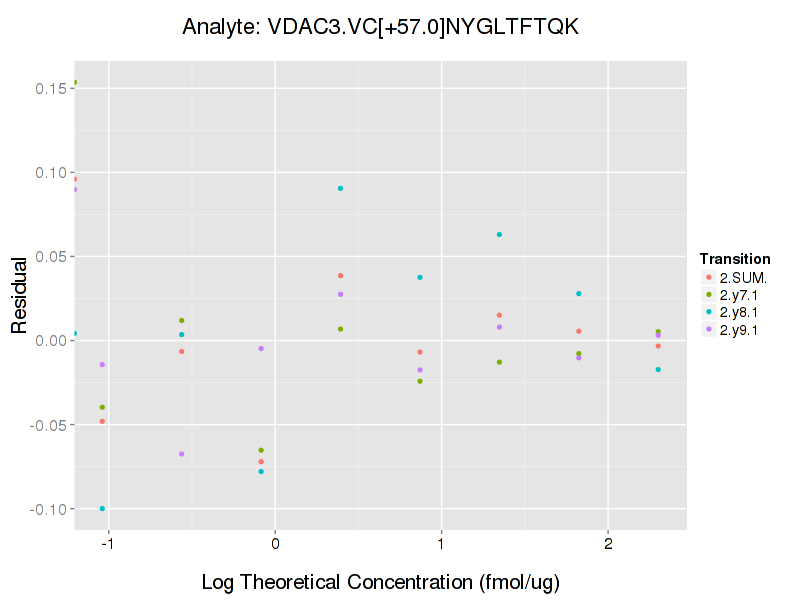 Analyte: VDAC3.VC[+57.0]NYGLTFTQK
0.15
0.10
0.05
0.00
-0.05
-0.10
Residual
-1
0
1
2
Log Theoretical Concentration (fmol/ug)
Transition
2.SUM.
2.y7.1
2.y8.1
2.y9.1